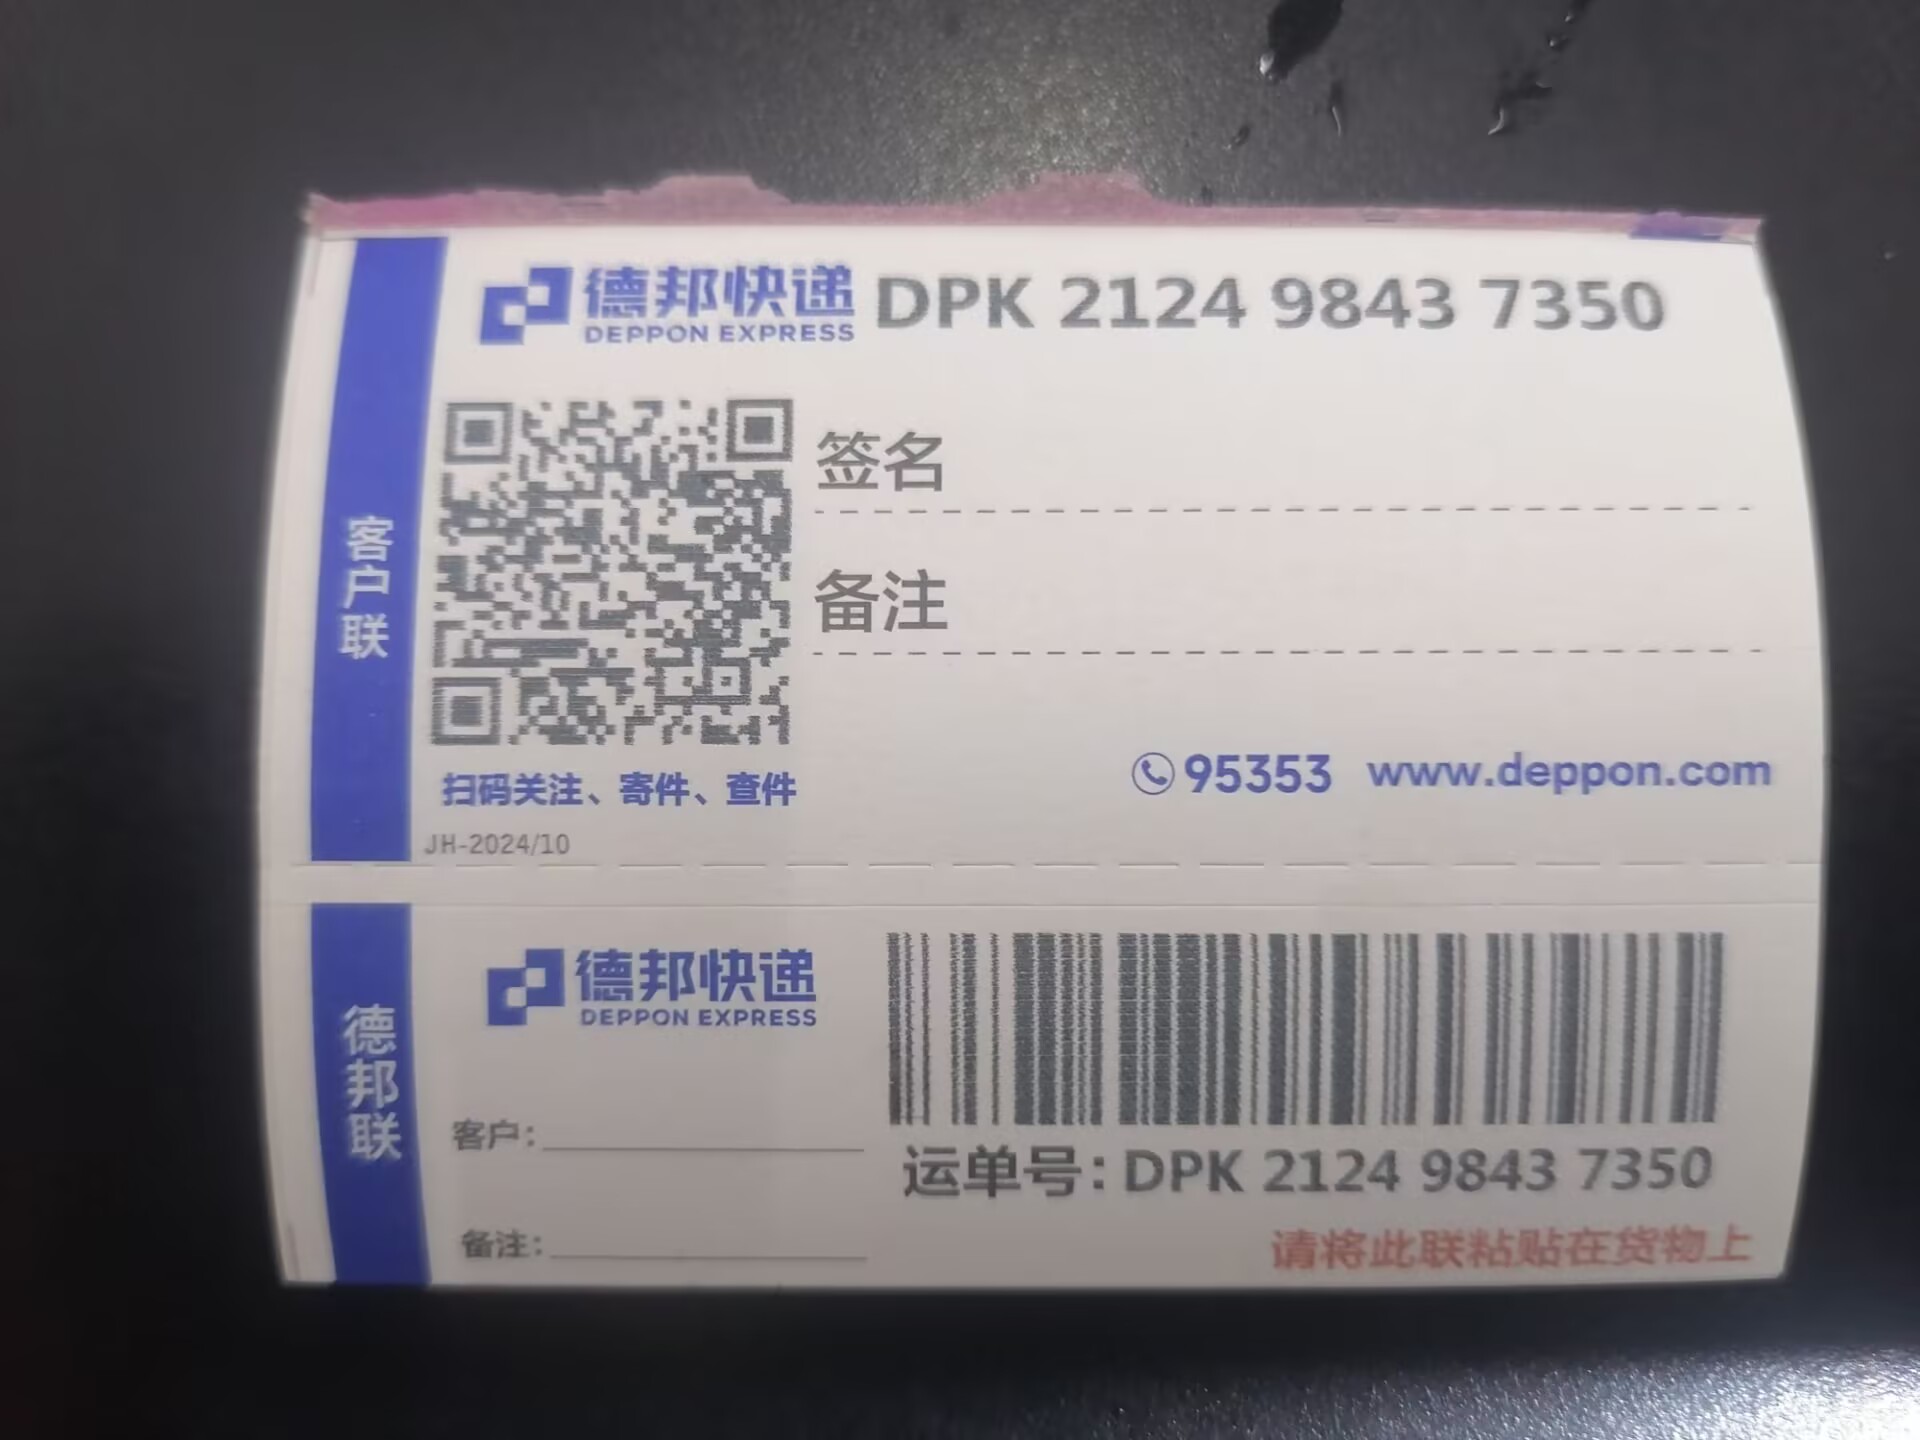 德邦快递 DPK 2124 9843 7350
DEPPON EXPRESS
客户联
签名
备注
扫码关注、寄件、查件
95353 www.deppon.com
JH-2024/10
德邦联
德邦快递
DEPPON EXPRESS
客户:
运单号: DPK 2124 9843 7350
备注:
请将此联粘贴在货物上